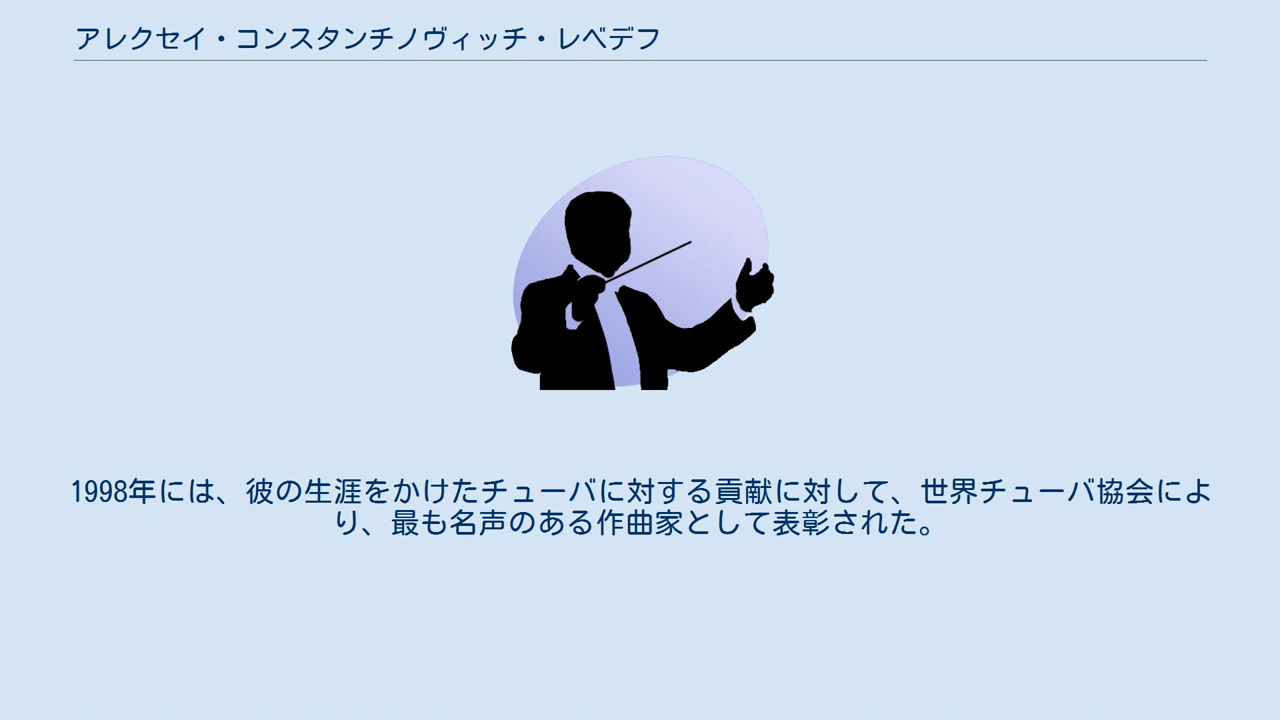 アレクセイ・コンスタンチノヴィッチ・レベデフ
1998年には、彼の生涯をかけたチューバに対する貢献に対して、世界チューバ協会によ
り、最も名声のある作曲家として表彰された。